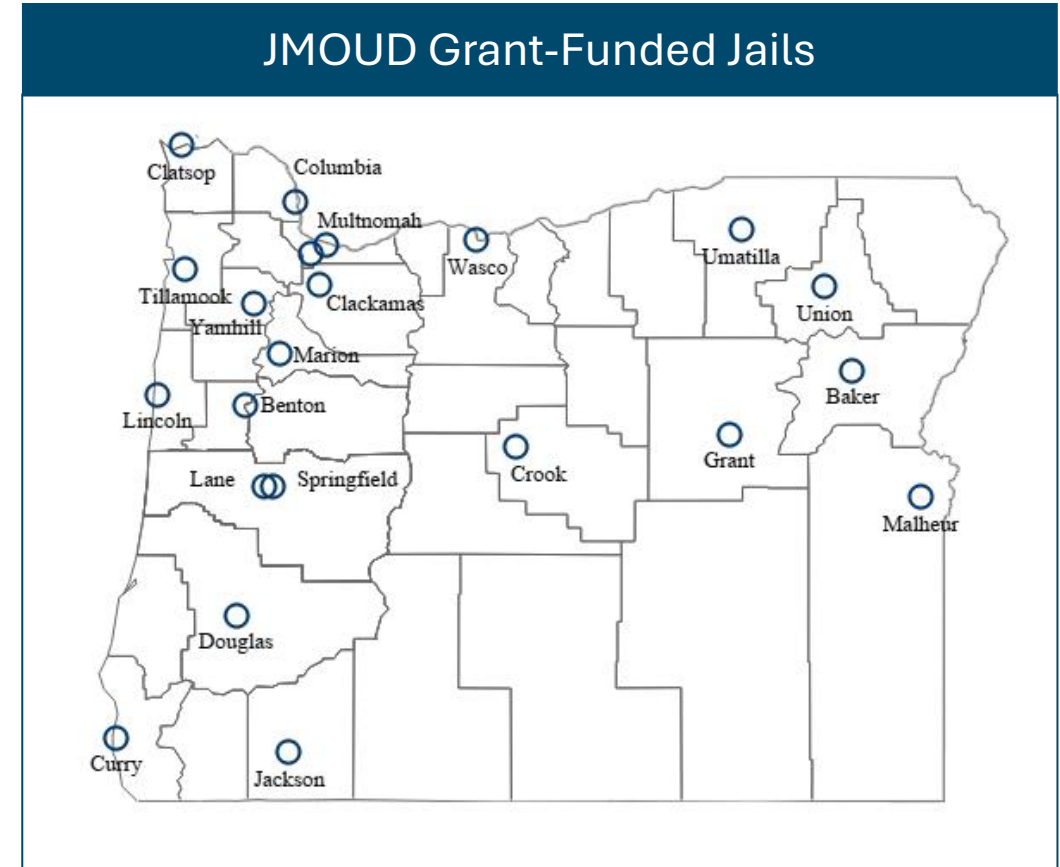 JMOUD Grant-Funded Jails
Clatsop
Columbia
Multnomah
Wasco
Umatilla
Tillamook
Clackamas
Union
Yamhill
Marion
Baker
Lincoln
Benton
Crook
Grant
Lane
Springfield
Malheur
Douglas
Curry
Jackson